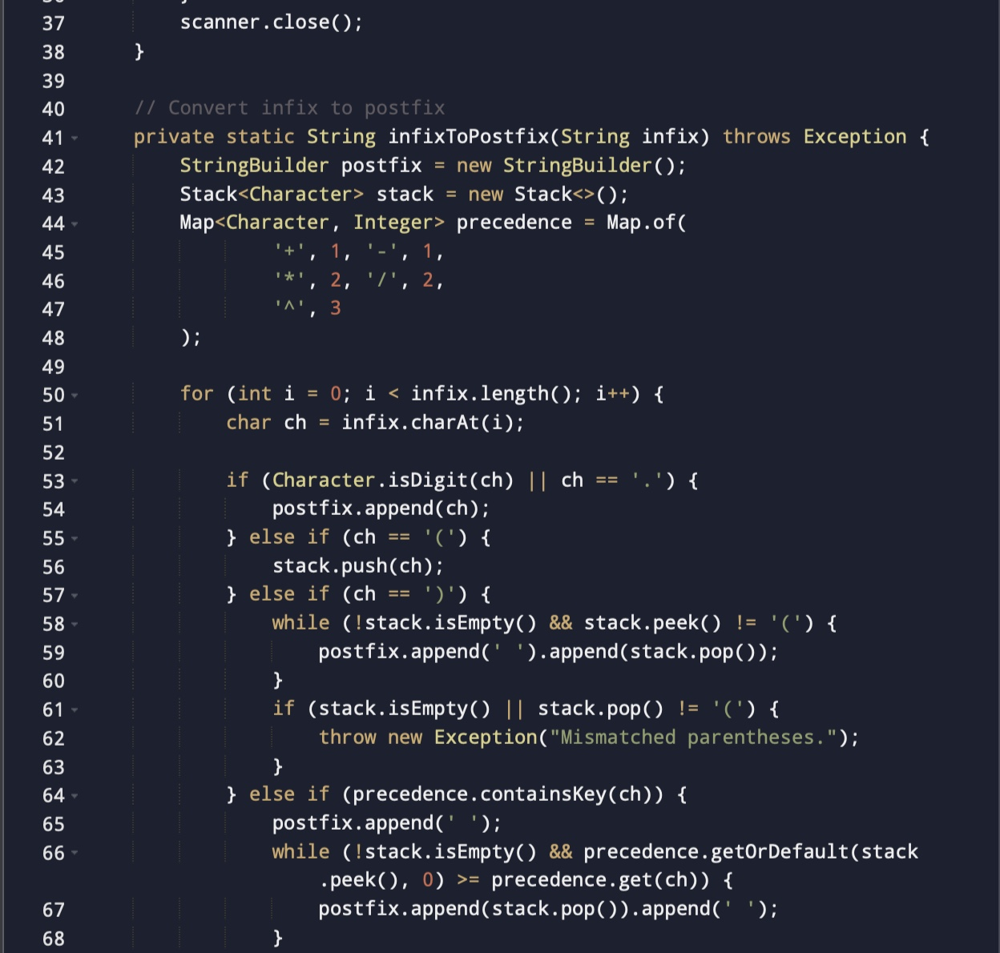 37 scanner.close();
38 }
39
40 // Convert infix to postfix
41 private static String infixToPostfix(String infix) throws Exception {
42 StringBuilder postfix = new StringBuilder();
43 Stack<Character> stack = new Stack<>();
44 Map<Character, Integer> precedence = Map.of(
45 '+', 1, '-', 1,
46 '*', 2, '/', 2,
47 '^', 3
48 );
49
50 for (int i = 0; i < infix.length(); i++) {
51 char ch = infix.charAt(i);
52
53 if (Character.isDigit(ch) || ch == '.') {
54 postfix.append(ch);
55 } else if (ch == '(') {
56 stack.push(ch);
57 } else if (ch == ')') {
58 while (!stack.isEmpty() && stack.peek() != '(') {
59 postfix.append(' ').append(stack.pop());
60 }
61 if (stack.isEmpty() || stack.pop() != '(') {
62 throw new Exception("Mismatched parentheses.");
63 }
64 } else if (precedence.containsKey(ch)) {
65 postfix.append(' ');
66 while (!stack.isEmpty() && precedence.getOrDefault(stack
.peek(), 0) >= precedence.get(ch)) {
67 postfix.append(stack.pop()).append(' ');
68 }